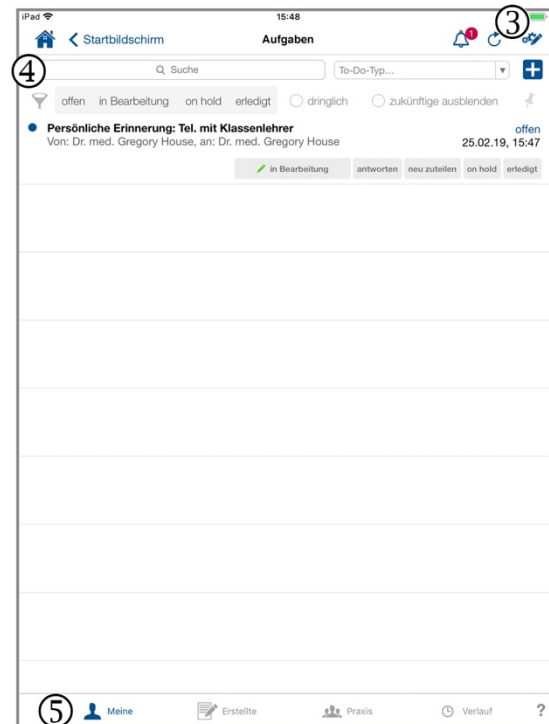 iPad 15:48
③
Startbildschirm Aufgaben 1
④
Suche To-Do-Typ...
offen in Bearbeitung on hold erledigt dringlich zukünftige ausblenden
Persönliche Erinnerung: Tel. mit Klassenlehrer offen
Von: Dr. med. Gregory House, an: Dr. med. Gregory House 25.02.19, 15:47
in Bearbeitung antworten neu zuteilen on hold erledigt
⑤ Meine Erstellte Praxis Verlauf ?